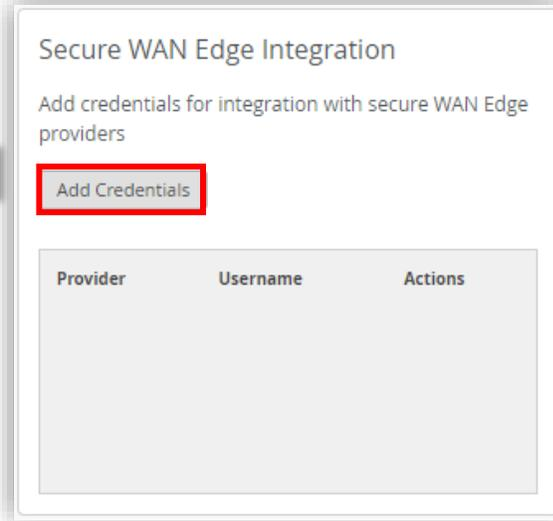 Secure WAN Edge Integration
Add credentials for integration with secure WAN Edge
providers
Add Credentials
Provider Username Actions